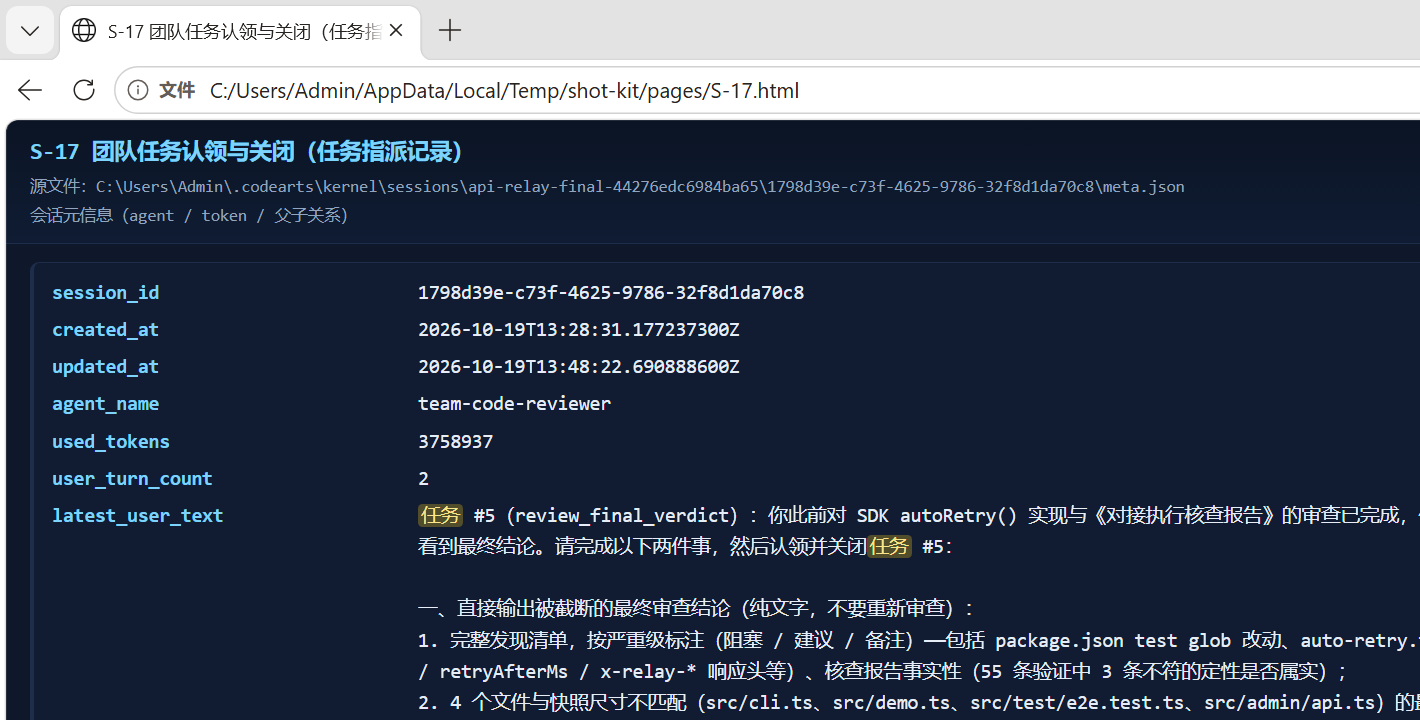 S-17 团队任务认领与关闭（任务指
文件 C:/Users/Admin/AppData/Local/Temp/shot-kit/pages/S-17.html
S-17 团队任务认领与关闭（任务指派记录）
源文件: C:\Users\Admin\.codearts\kernel\sessions\api-relay-final-44276edc6984ba65\1798d39e-c73f-4625-9786-32f8d1da70c8\meta.json
会话元信息（agent / token / 父子关系）
session_id 1798d39e-c73f-4625-9786-32f8d1da70c8
created_at 2026-10-19T13:28:31.177237300Z
updated_at 2026-10-19T13:48:22.690888600Z
agent_name team-code-reviewer
used_tokens 3758937
user_turn_count 2
latest_user_text 任务 #5（review_final_verdict）：你此前对 SDK autoRetry() 实现与《对接执行核查报告》的审查已完成，
看到最终结论。请完成以下两件事，然后认领并关闭任务 #5：
一、直接输出被截断的最终审查结论（纯文字，不要重新审查）：
1. 完整发现清单，按严重级标注（阻塞 / 建议 / 备注）—包括 package.json test glob 改动、auto-retry.
/ retryAfterMs / x-relay-* 响应头等）、核查报告事实性（55 条验证中 3 条不符的定性是否属实）；
2. 4 个文件与快照尺寸不匹配（src/cli.ts、src/demo.ts、src/test/e2e.test.ts、src/admin/api.ts）的